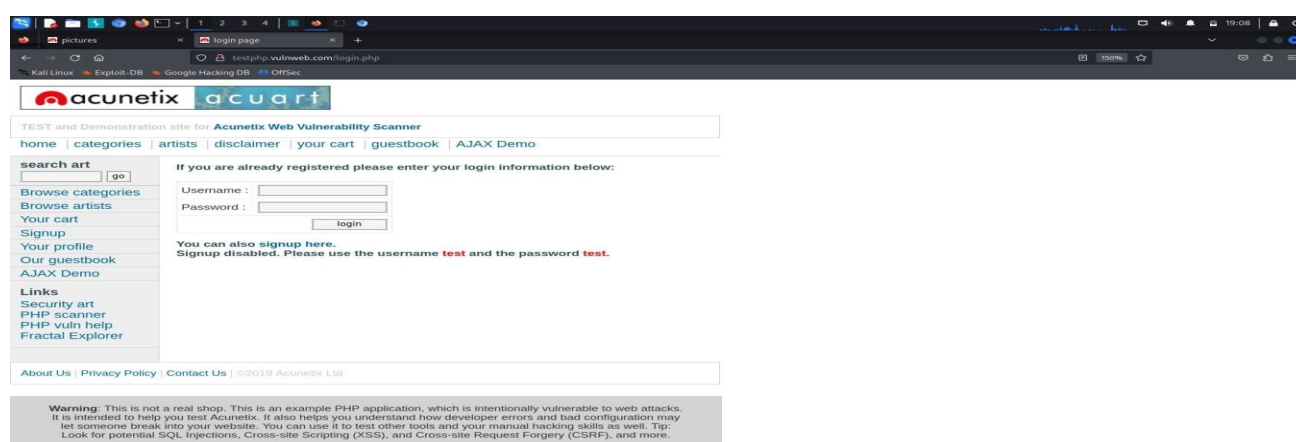 1 2 3 4
19:08
pictures × login page × +
testphp.vulnweb.com/login.php
150%
Kali Linux Exploit-DB Google Hacking DB OffSec
acunetix acuart
TEST and Demonstration site for Acunetix Web Vulnerability Scanner
home | categories | artists | disclaimer | your cart | guestbook | AJAX Demo
search art
go
Browse categories
Browse artists
Your cart
Signup
Your profile
Our guestbook
AJAX Demo
Links
Security art
PHP scanner
PHP vuln help
Fractal Explorer
If you are already registered please enter your login information below:
Username :
Password :
login
You can also signup here.
Signup disabled. Please use the username test and the password test.
About Us | Privacy Policy | Contact Us | ©2019 Acunetix Ltd
Warning: This is not a real shop. This is an example PHP application, which is intentionally vulnerable to web attacks.
It is intended to help you test Acunetix. It also helps you understand how developer errors and bad configuration may
let someone break into your website. You can use it to test other tools and your manual hacking skills as well. Tip:
Look for potential SQL Injections, Cross-site Scripting (XSS), and Cross-site Request Forgery (CSRF), and more.